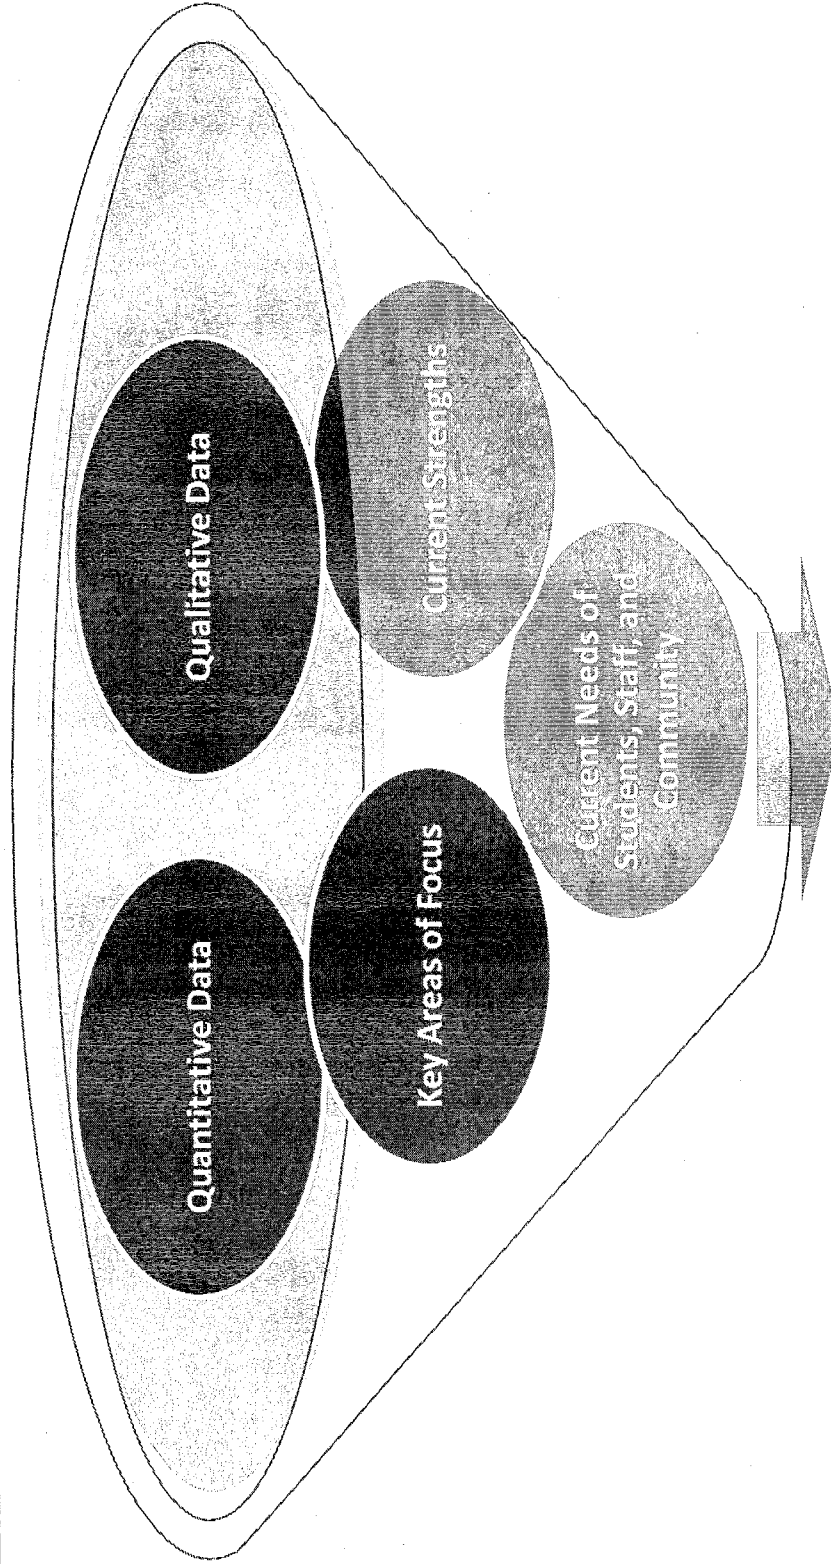 Quantitative Data
Qualitative Data
Key Areas of Focus
Current Strengths
Current Needs of
Students, Staff, and
Community